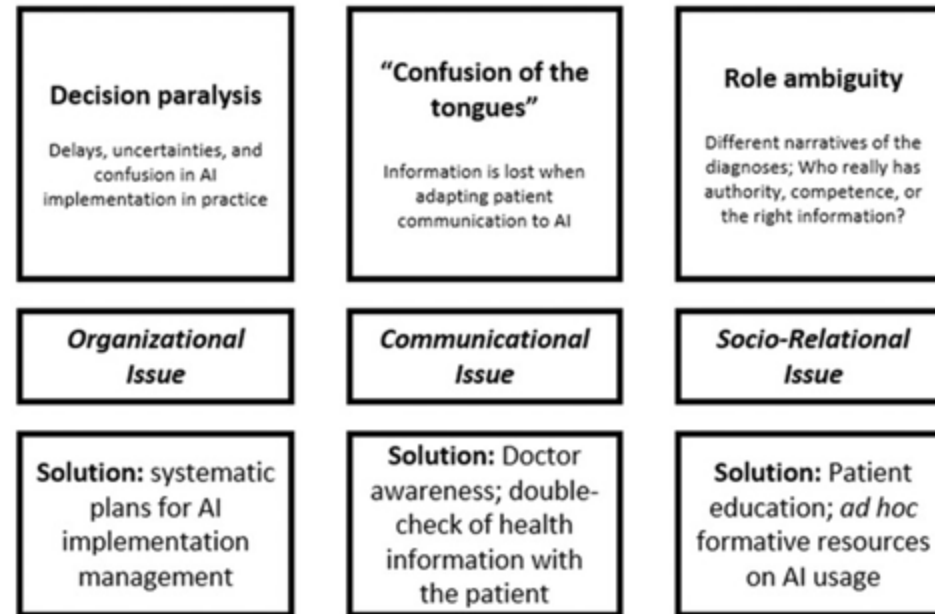 Decision paralysis
Delays, uncertainties, and
confusion in AI
implementation in practice
“Confusion of the
tongues”
Information is lost when
adapting patient
communication to AI
Role ambiguity
Different narratives of the
diagnoses; Who really has
authority, competence, or
the right information?
Organizational
Issue
Communicational
Issue
Socio-Relational
Issue
Solution: systematic
plans for AI
implementation
management
Solution: Doctor
awareness; double-
check of health
information with
the patient
Solution: Patient
education; ad hoc
formative resources
on AI usage